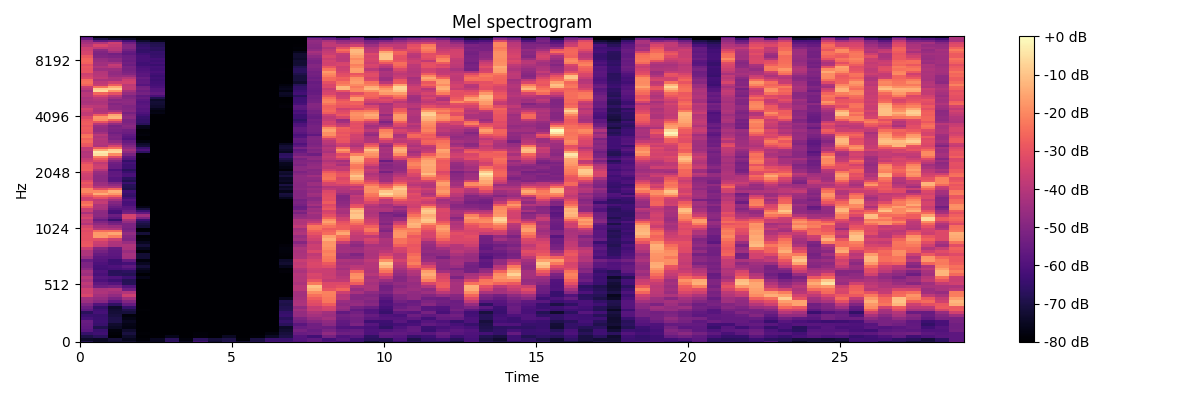 Mel spectrogram
Hz
8192
4096
2048
1024
512
0
0 5 10 15 20 25
Time
+0 dB
-10 dB
-20 dB
-30 dB
-40 dB
-50 dB
-60 dB
-70 dB
-80 dB